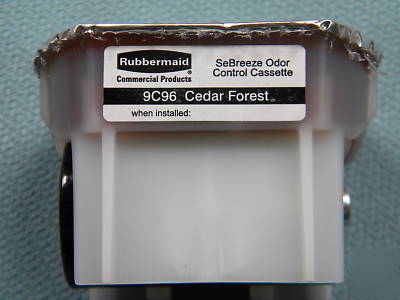 Rubbermaid
Commercial Products
SeBreeze Odor
Control Cassette
9C96 Cedar Forest
when installed: